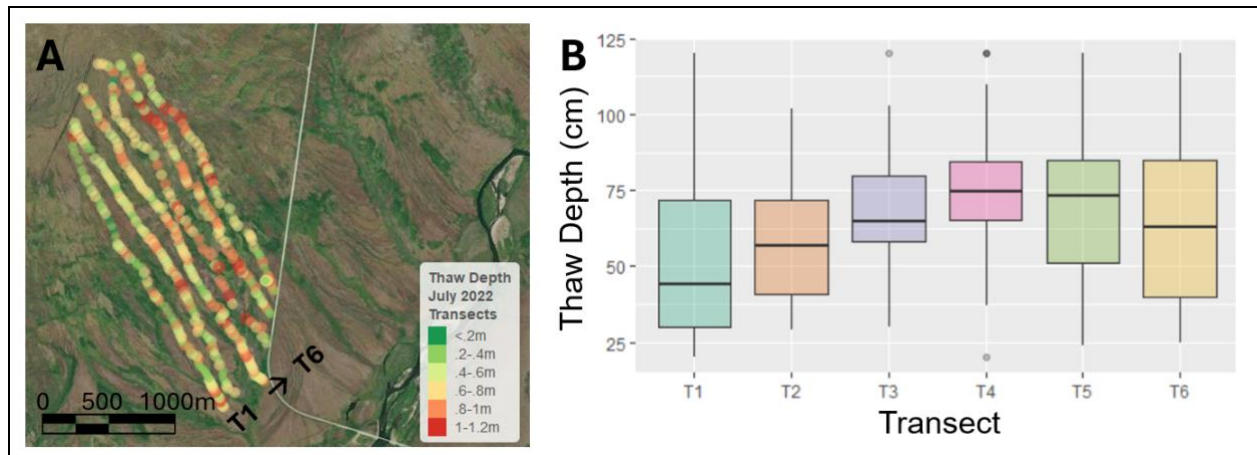 A
Thaw Depth
July 2022
Transects
<.2m
.2-.4m
.4-.6m
.6-.8m
.8-1m
1-1.2m
0 500 1000m
T1
T6
B
Thaw Depth (cm)
125
100
75
50
25
T1 T2 T3 T4 T5 T6
Transect